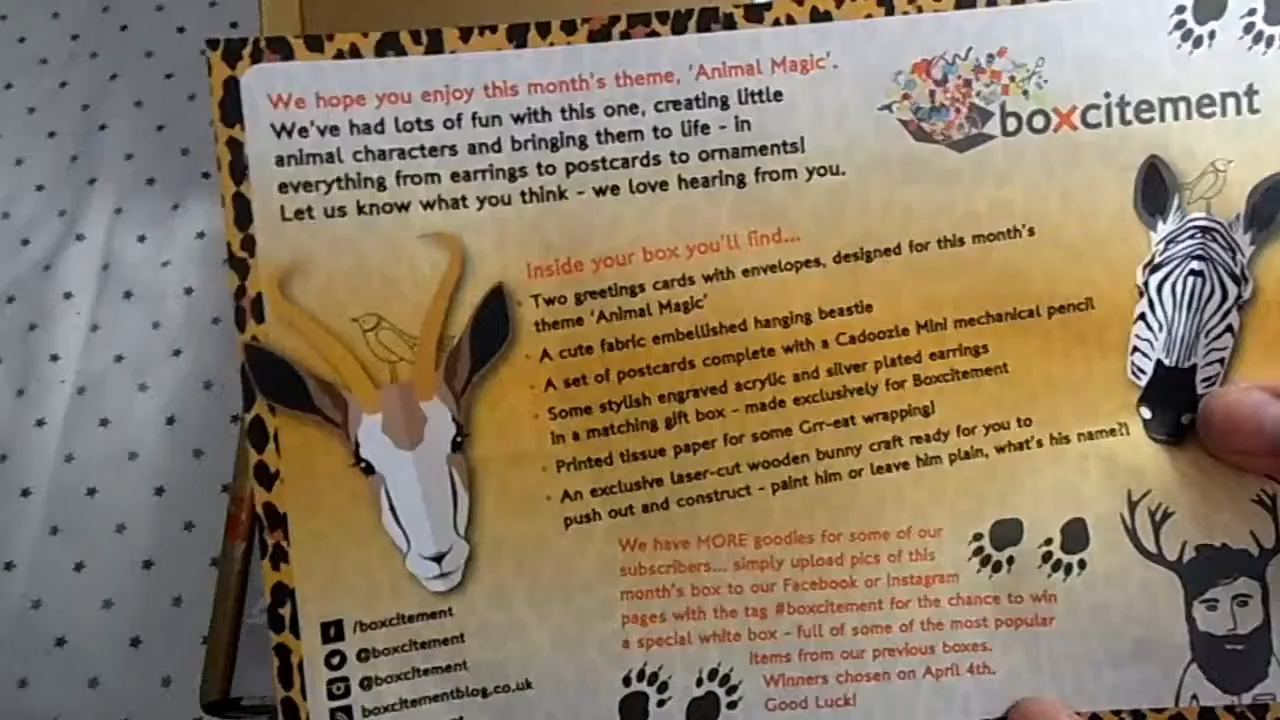 We hope you enjoy this month's theme, 'Animal Magic'.
We've had lots of fun with this one, creating little
animal characters and bringing them to life - in
everything from earrings to postcards to ornaments!
Let us know what you think - we love hearing from you.
boxcitement
Inside your box you'll find...
· Two greetings cards with envelopes, designed for this month's
theme 'Animal Magic'
· A cute fabric embellished hanging beastie
· A set of postcards complete with a Cadoozle Mini mechanical pencil
· Some stylish engraved acrylic and silver plated earrings
in a matching gift box - made exclusively for Boxcitement
· Printed tissue paper for some Grr-eat wrapping!
· An exclusive laser-cut wooden bunny craft ready for you to
push out and construct - paint him or leave him plain, what's his name?!
We have MORE goodies for some of our
subscribers... simply upload pics of this
month's box to our Facebook or Instagram
pages with the tag #boxcitement for the chance to win
a special white box - full of some of the most popular
items from our previous boxes.
Winners chosen on April 4th.
Good Luck!
/boxcitement
@boxcitement
@boxcitement
boxcitementblog.co.uk